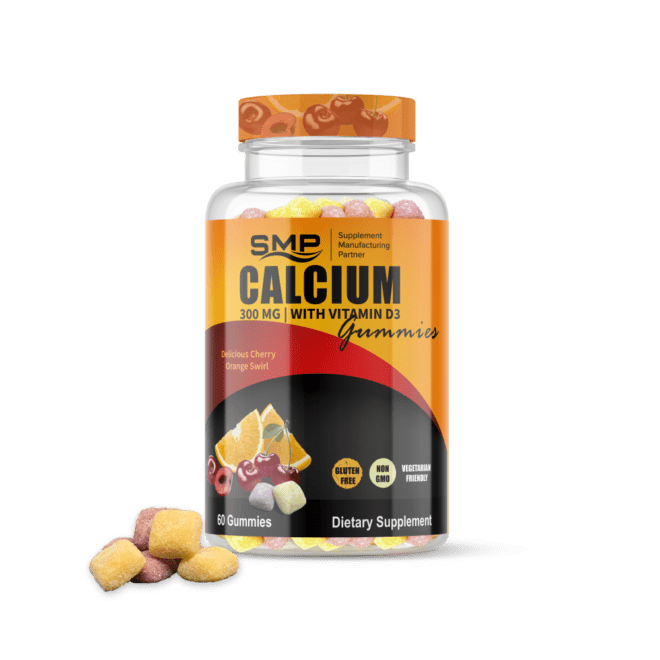 SMP
Supplement
Manufacturing
Partner
CALCIUM
300 MG | WITH VITAMIN D3
Gummies
Delicious Cherry
Orange Swirl
GLUTEN
FREE
NON
GMO
VEGETARIAN
FRIENDLY
60 Gummies
Dietary Supplement